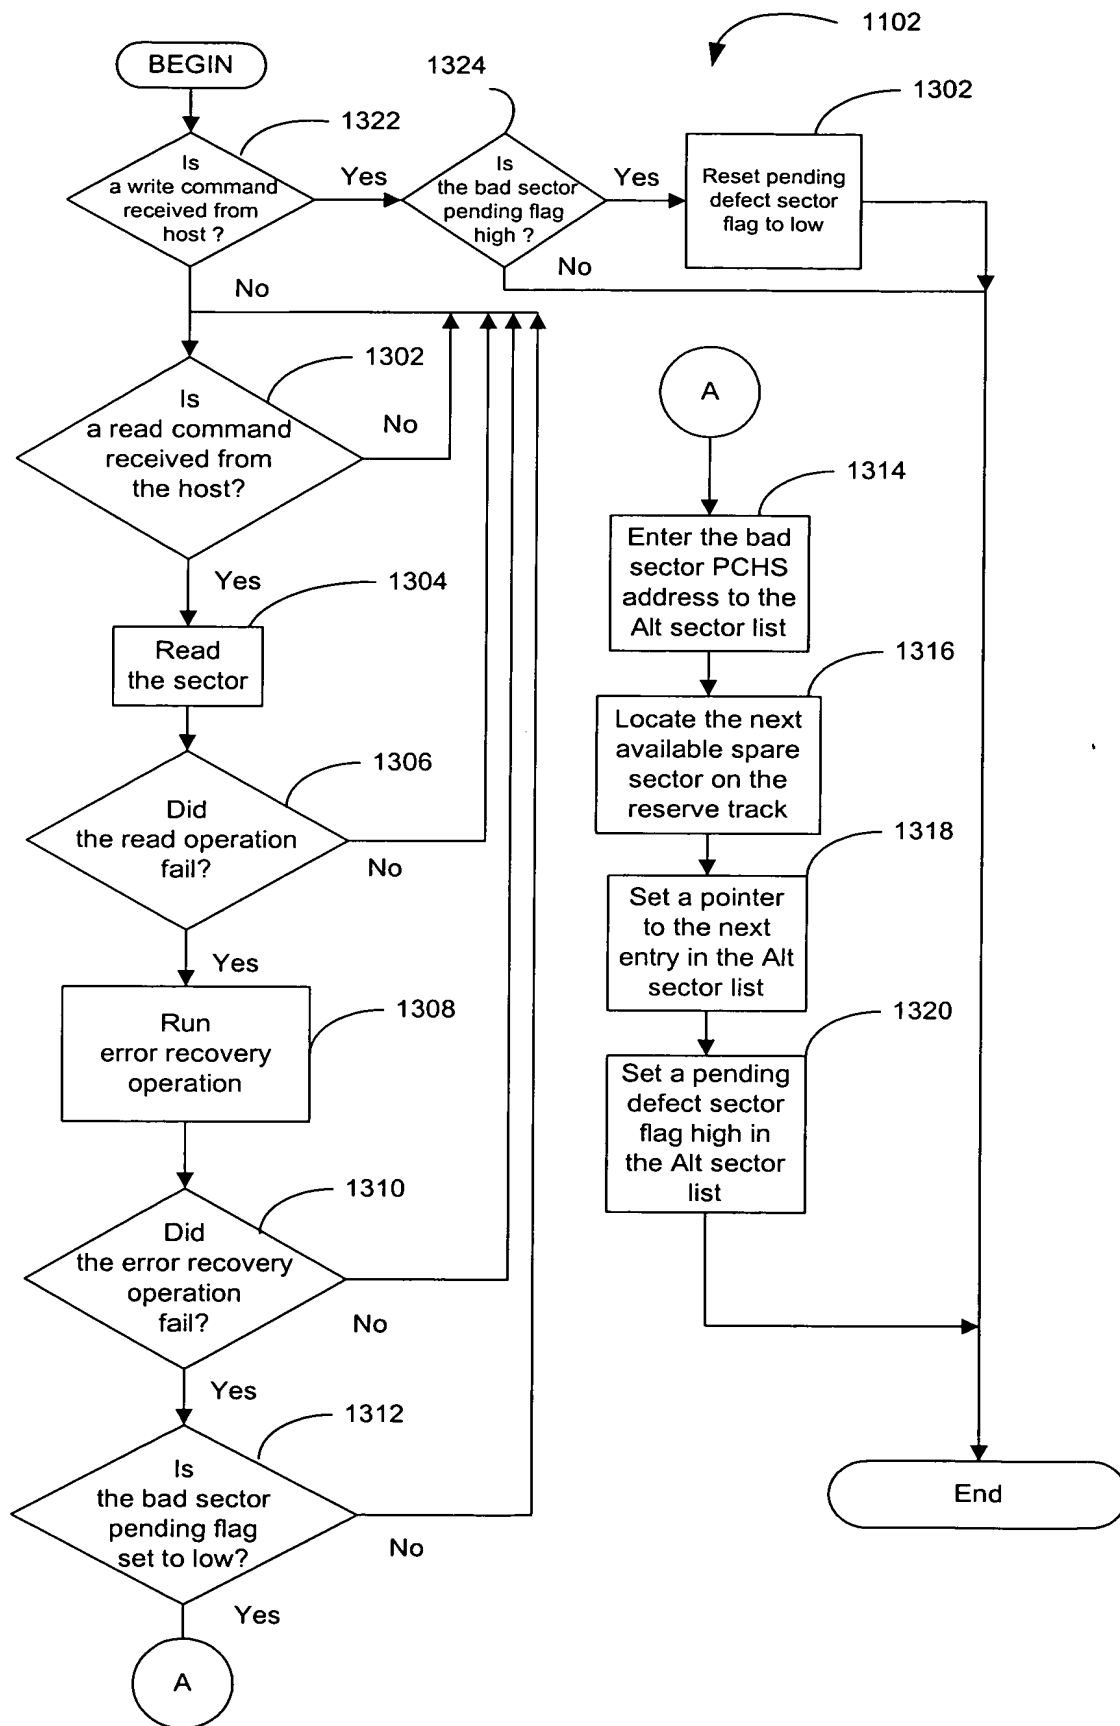 1102
BEGIN
1322
Is
a write command
received from
host ?
Yes
No
1324
Is
the bad sector
pending flag
high ?
Yes
No
1302
Reset pending
defect sector
flag to low
1302
Is
a read command
received from
the host?
No
Yes
1304
Read
the sector
1306
Did
the read operation
fail?
No
Yes
1308
Run
error recovery
operation
1310
Did
the error recovery
operation
fail?
No
Yes
1312
Is
the bad sector
pending flag
set to low?
No
Yes
A
A
1314
Enter the bad
sector PCHS
address to the
Alt sector list
1316
Locate the next
available spare
sector on the
reserve track
1318
Set a pointer
to the next
entry in the Alt
sector list
1320
Set a pending
defect sector
flag high in
the Alt sector
list
End